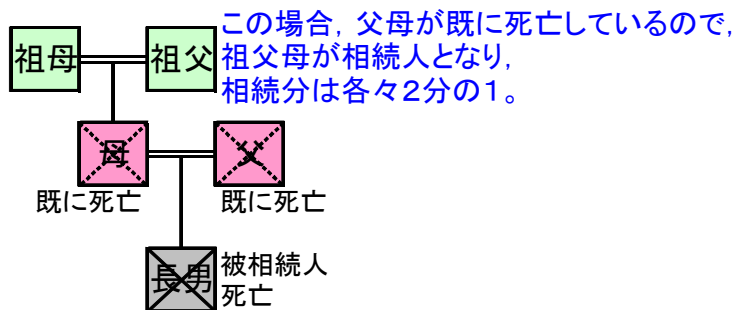 この場合，父母が既に死亡しているので，
祖父母が相続人となり，
相続分は各々２分の１。
祖母
祖父
母
父
既に死亡
既に死亡
長男
被相続人
死亡